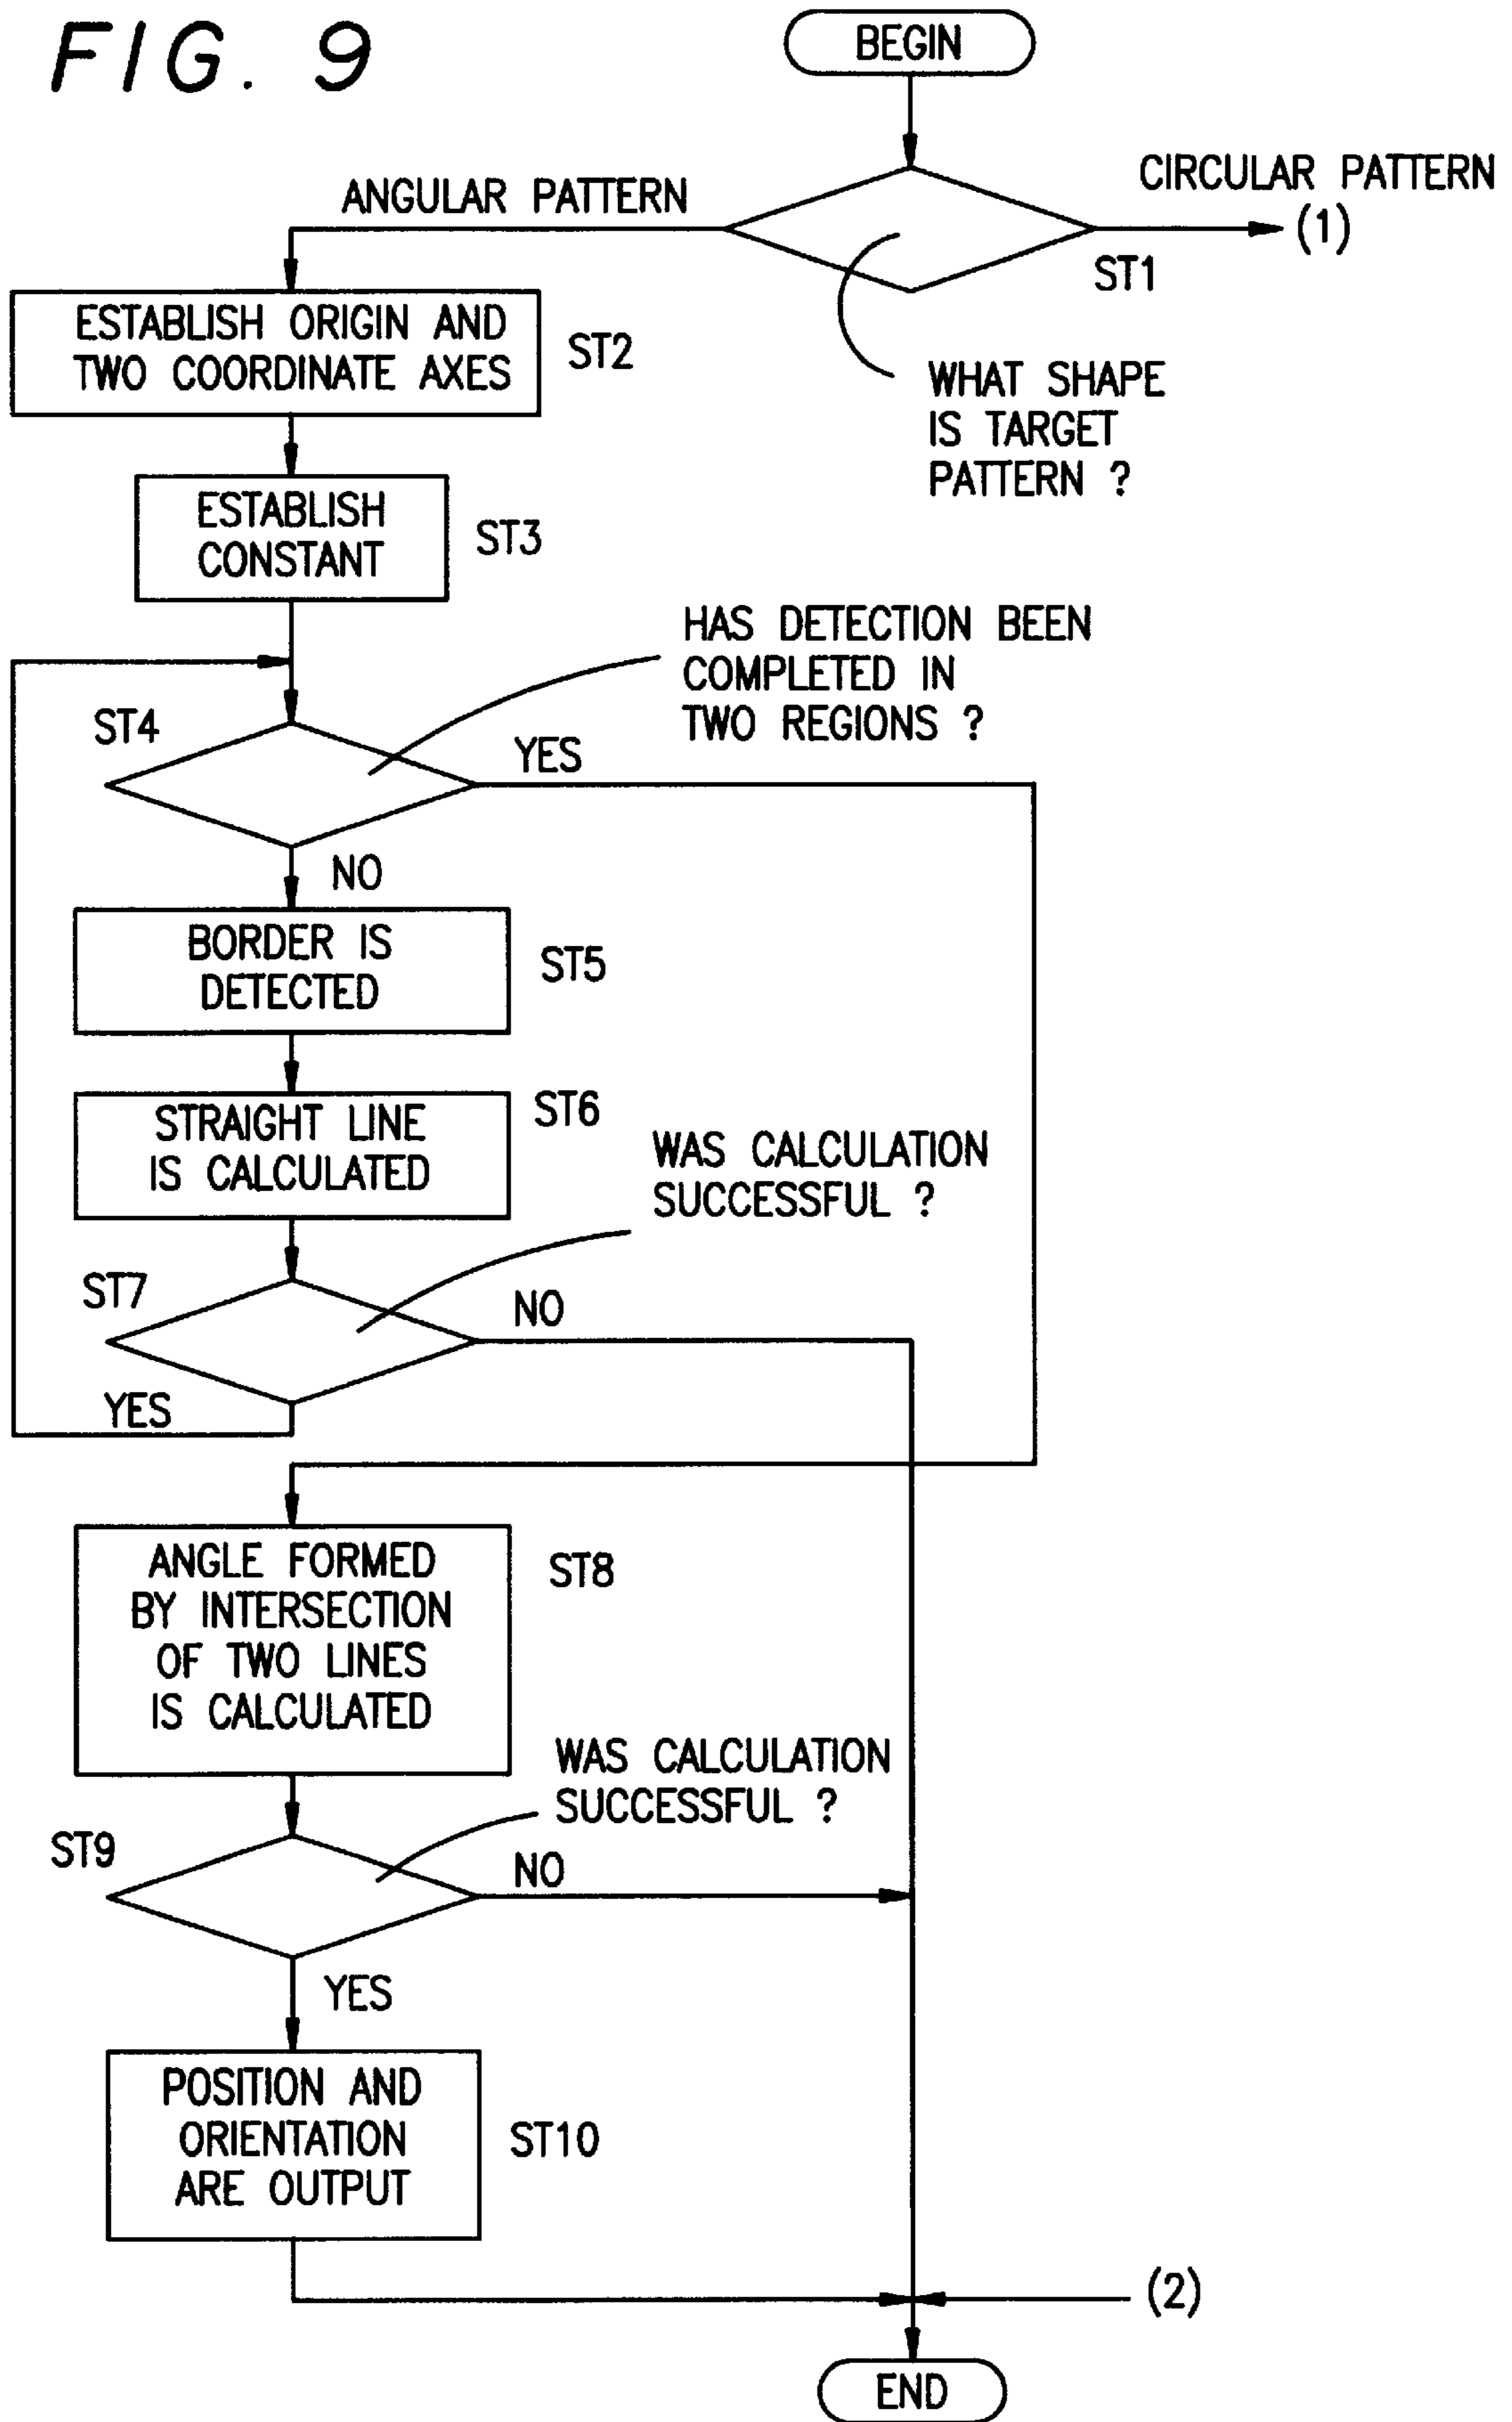 FIG. 9
BEGIN
ANGULAR PATTERN
CIRCULAR PATTERN
(1)
ST1
WHAT SHAPE
IS TARGET
PATTERN ?
ESTABLISH ORIGIN AND
TWO COORDINATE AXES
ST2
ESTABLISH
CONSTANT
ST3
HAS DETECTION BEEN
COMPLETED IN
TWO REGIONS ?
ST4
YES
NO
BORDER IS
DETECTED
ST5
STRAIGHT LINE
IS CALCULATED
ST6
WAS CALCULATION
SUCCESSFUL ?
ST7
NO
YES
ANGLE FORMED
BY INTERSECTION
OF TWO LINES
IS CALCULATED
ST8
WAS CALCULATION
SUCCESSFUL ?
ST9
NO
YES
POSITION AND
ORIENTATION
ARE OUTPUT
ST10
(2)
END